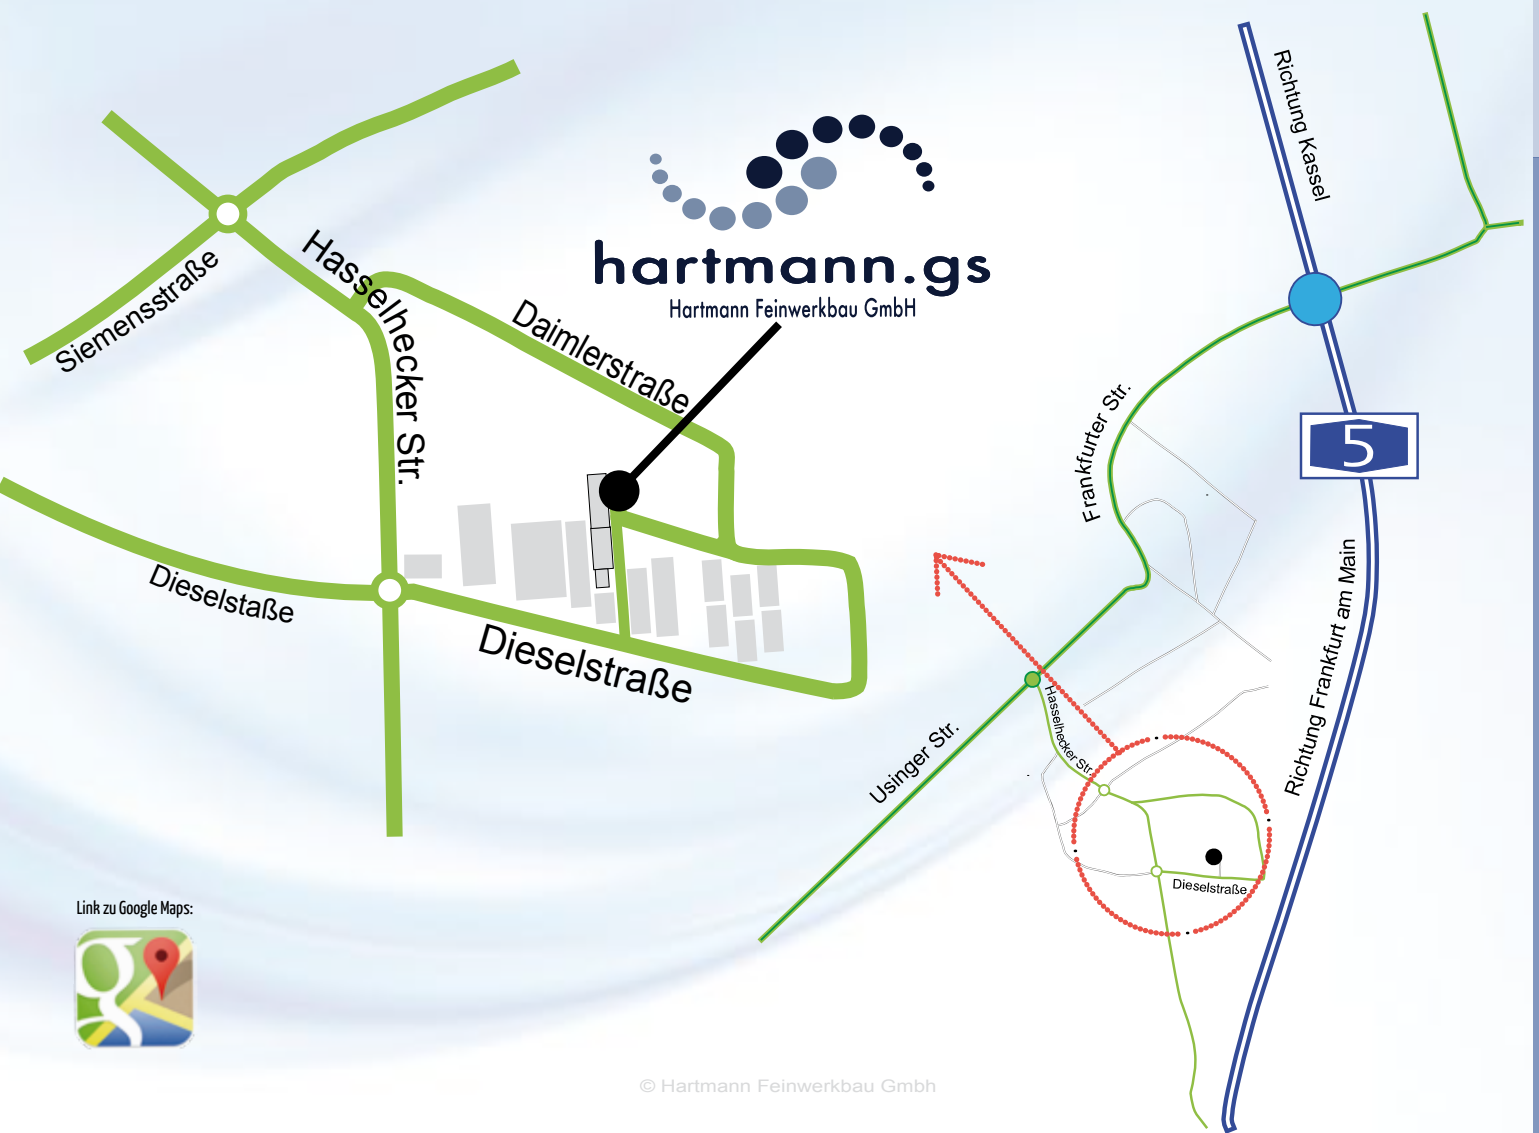 hartmann.gs
Hartmann Feinwerkbau GmbH
Siemensstraße
Hasselhecker Str.
Daimlerstraße
Dieselstaße
Dieselstraße
Richtung Kassel
Frankfurter Str.
5
Richtung Frankfurt am Main
Usinger Str.
Hasselhecker Str.
Dieselstraße
Link zu Google Maps:
g
© Hartmann Feinwerkbau Gmbh